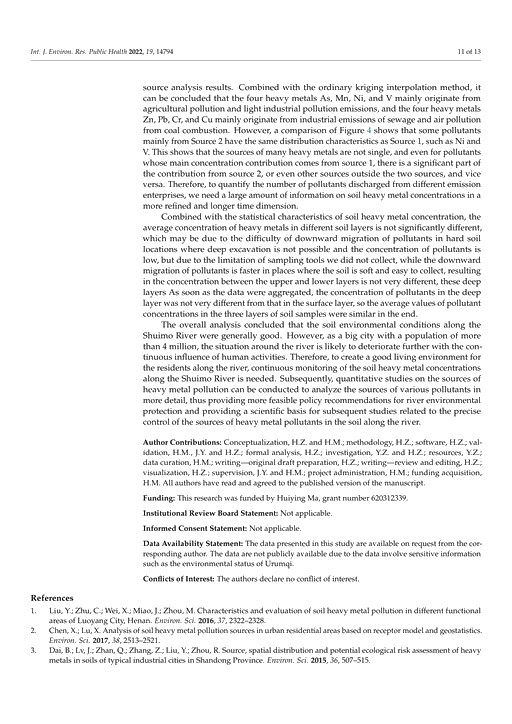 Int. J. Environ. Res. Public Health 2022, 19, 14794
11 of 13
source analysis results. Combined with the ordinary kriging interpolation method, it
can be concluded that the four heavy metals As, Mn, Ni, and V mainly originate from
agricultural pollution and light industrial pollution emissions, and the four heavy metals
Zn, Pb, Cr, and Cu mainly originate from industrial emissions of sewage and air pollution
from coal combustion. However, a comparison of Figure 4 shows that some pollutants
mainly from Source 2 have the same distribution characteristics as Source 1, such as Ni and
V. This shows that the sources of many heavy metals are not single, and even for pollutants
whose main concentration contribution comes from source 1, there is a significant part of
the contribution from source 2, or even other sources outside the two sources, and vice
versa. Therefore, to quantify the number of pollutants discharged from different emission
enterprises, we need a large amount of information on soil heavy metal concentrations in a
more refined and longer time dimension.
Combined with the statistical characteristics of soil heavy metal concentration, the
average concentration of heavy metals in different soil layers is not significantly different,
which may be due to the difficulty of downward migration of pollutants in hard soil
locations where deep excavation is not possible and the concentration of pollutants is
low, but due to the limitation of sampling tools we did not collect, while the downward
migration of pollutants is faster in places where the soil is soft and easy to collect, resulting
in the concentration between the upper and lower layers is not very different, these deep
layers As soon as the data were aggregated, the concentration of pollutants in the deep
layer was not very different from that in the surface layer, so the average values of pollutant
concentrations in the three layers of soil samples were similar in the end.
The overall analysis concluded that the soil environmental conditions along the
Shuimo River were generally good. However, as a big city with a population of more
than 4 million, the situation around the river is likely to deteriorate further with the con-
tinuous influence of human activities. Therefore, to create a good living environment for
the residents along the river, continuous monitoring of the soil heavy metal concentrations
along the Shuimo River is needed. Subsequently, quantitative studies on the sources of
heavy metal pollution can be conducted to analyze the sources of various pollutants in
more detail, thus providing more feasible policy recommendations for river environmental
protection and providing a scientific basis for subsequent studies related to the precise
control of the sources of heavy metal pollutants in the soil along the river.
Author Contributions: Conceptualization, H.Z. and H.M.; methodology, H.Z.; software, H.Z.; val-
idation, H.M., J.Y. and H.Z.; formal analysis, H.Z.; investigation, Y.Z. and H.Z.; resources, Y.Z.;
data curation, H.M.; writing—original draft preparation, H.Z.; writing—review and editing, H.Z.;
visualization, H.Z.; supervision, J.Y. and H.M.; project administration, H.M.; funding acquisition,
H.M. All authors have read and agreed to the published version of the manuscript.
Funding: This research was funded by Huiying Ma, grant number 620312339.
Institutional Review Board Statement: Not applicable.
Informed Consent Statement: Not applicable.
Data Availability Statement: The data presented in this study are available on request from the cor-
responding author. The data are not publicly available due to the data involve sensitive information
such as the environmental status of Urumqi.
Conflicts of Interest: The authors declare no conflict of interest.
References
1. Liu, Y.; Zhu, C.; Wei, X.; Miao, J.; Zhou, M. Characteristics and evaluation of soil heavy metal pollution in different functional
areas of Luoyang City, Henan. Environ. Sci. 2016, 37, 2322–2328.
2. Chen, X.; Lu, X. Analysis of soil heavy metal pollution sources in urban residential areas based on receptor model and geostatistics.
Environ. Sci. 2017, 38, 2513–2521.
3. Dai, B.; Lv, J.; Zhan, Q.; Zhang, Z.; Liu, Y.; Zhou, R. Source, spatial distribution and potential ecological risk assessment of heavy
metals in soils of typical industrial cities in Shandong Province. Environ. Sci. 2015, 36, 507–515.